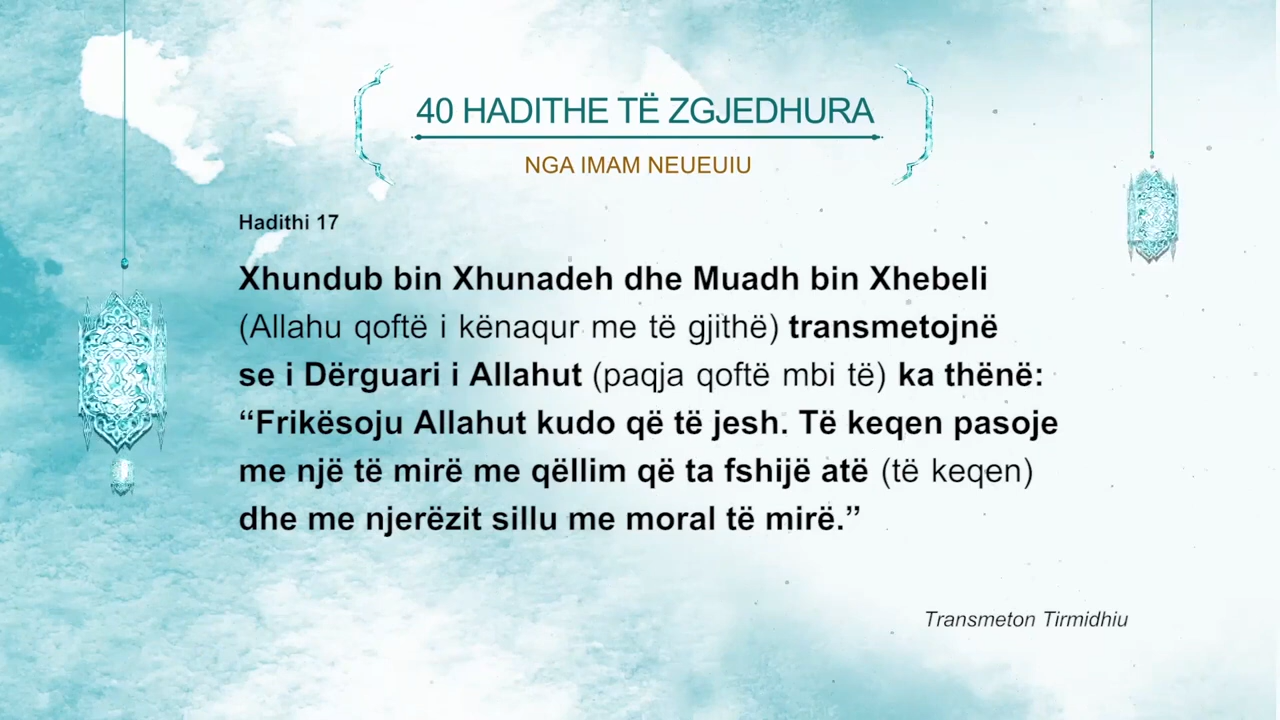 40 HADITHE TË ZGJEDHURA
NGA IMAM NEUEUIU
Hadithi 17
Xhundub bin Xhunadeh dhe Muadh bin Xhebeli
(Allahu qoftë i kënaqur me të gjithë) transmetojnë
se i Dërguari i Allahut (paqja qoftë mbi të) ka thënë:
“Frikësoju Allahut kudo që të jesh. Të keqen pasoje
me një të mirë me qëllim që ta fshijë atë (të keqen)
dhe me njerëzit sillu me moral të mirë.”
Transmeton Tirmidhiu